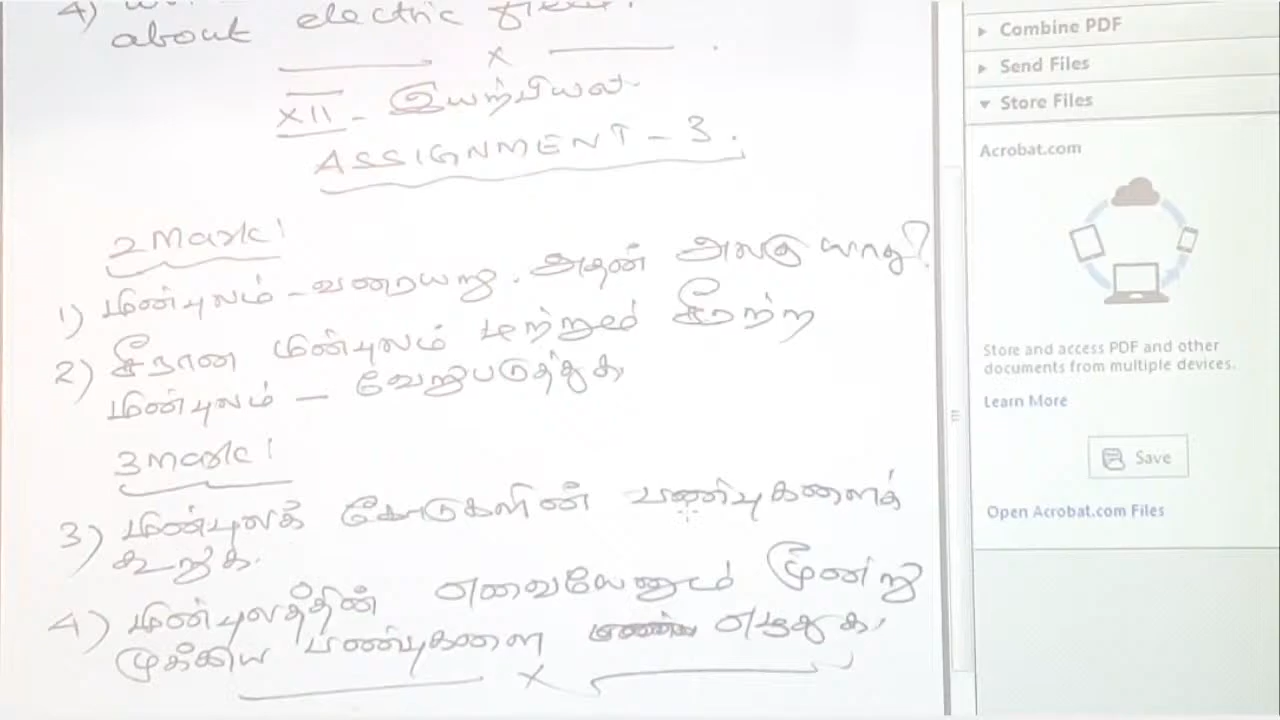 4)
about electric
x
XII - இயற்பியல்
ASSIGNMENT - 3.
2 Mark
1) மின்புலம் - வரையறு. அதன் அலகு யாது?
2) சீரான மின்புலம் மற்றும் சீரற்ற
மின்புலம் - வேறுபடுத்துக
3 mark
3) மின்புலக் கோடுகளின் பண்புகளைக்
கூறுக.
4) மின்புலத்தின் எவையேனும் மூன்று
முக்கிய பண்புகளை எழுதுக.
x
Combine PDF
Send Files
Store Files
Acrobat.com
Store and access PDF and other
documents from multiple devices.
Learn More
Save
Open Acrobat.com Files